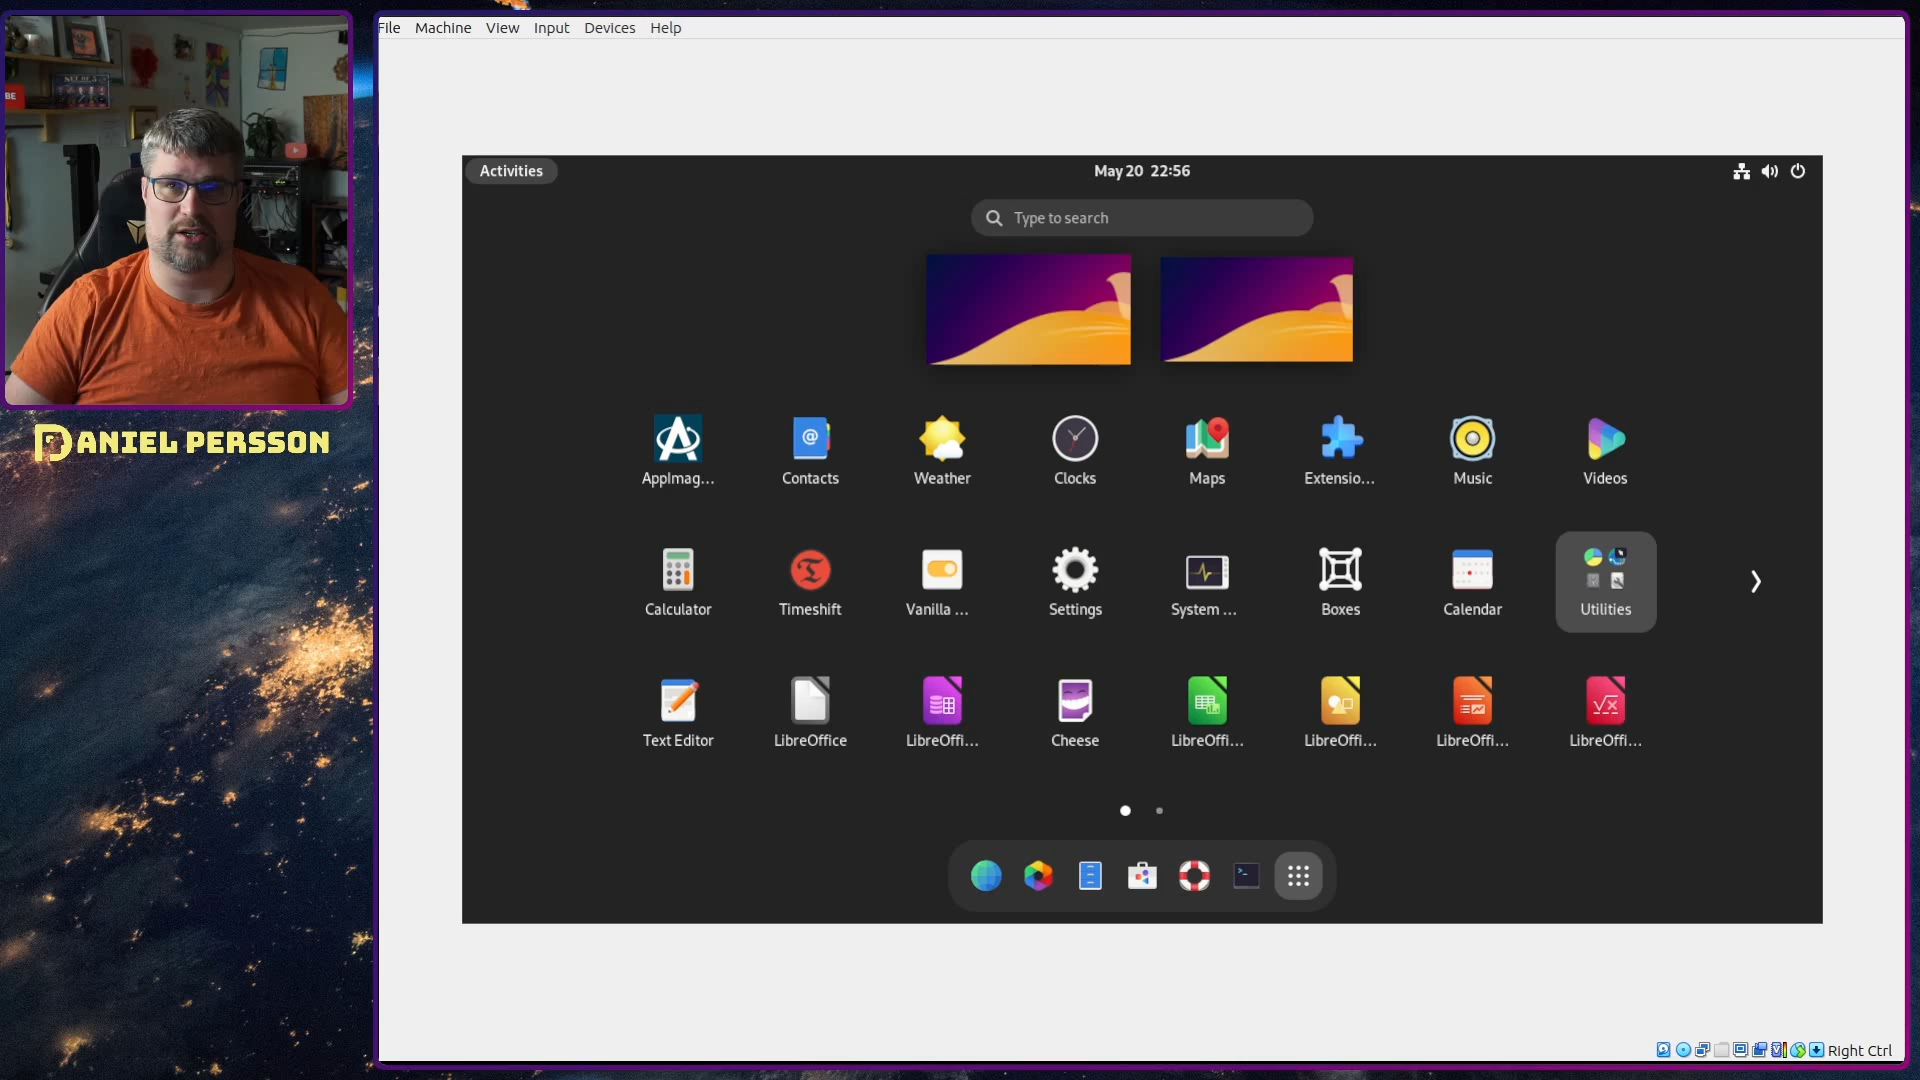 File Machine View Input Devices Help
Activities
May 20 22:56
Type to search
DANIEL PERSSON
AppImag...
Contacts
Weather
Clocks
Maps
Extensio...
Music
Videos
Calculator
Timeshift
Vanilla ...
Settings
System ...
Boxes
Calendar
Utilities
Text Editor
LibreOffice
LibreOffi...
Cheese
LibreOffi...
LibreOffi...
LibreOffi...
LibreOffi...
Right Ctrl